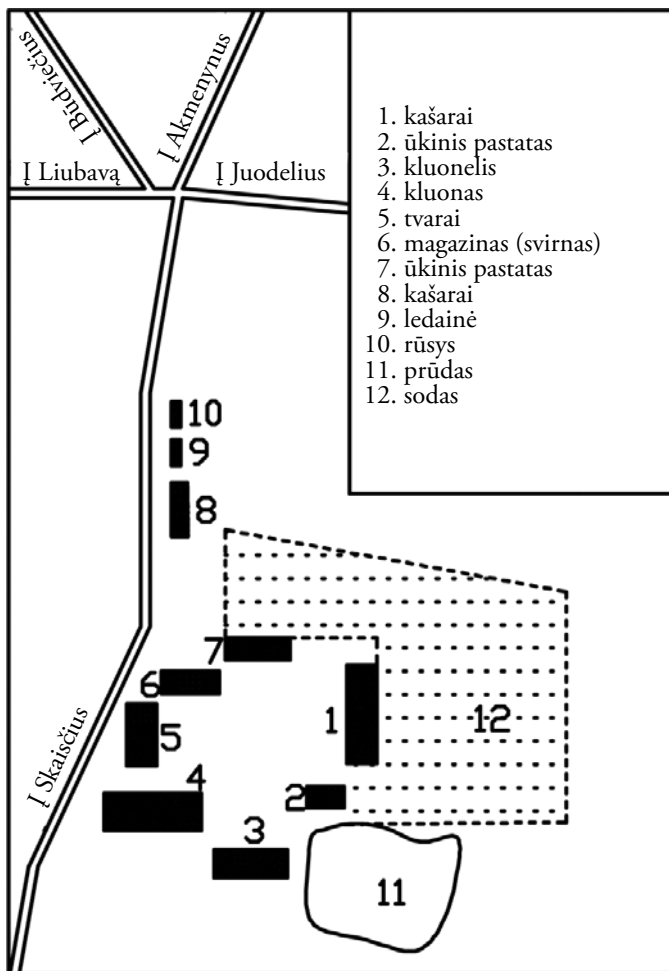 Į Būdviečius
Į Akmenynus
Į Liubavą
Į Juodelius
1. kašarai
2. ūkinis pastatas
3. kluonelis
4. kluonas
5. tvarai
6. magazinas (svirnas)
7. ūkinis pastatas
8. kašarai
9. ledainė
10. rūsys
11. prūdas
12. sodas
10
9
8
7
6
5
1
12
4
2
3
11
Į Skaisčius